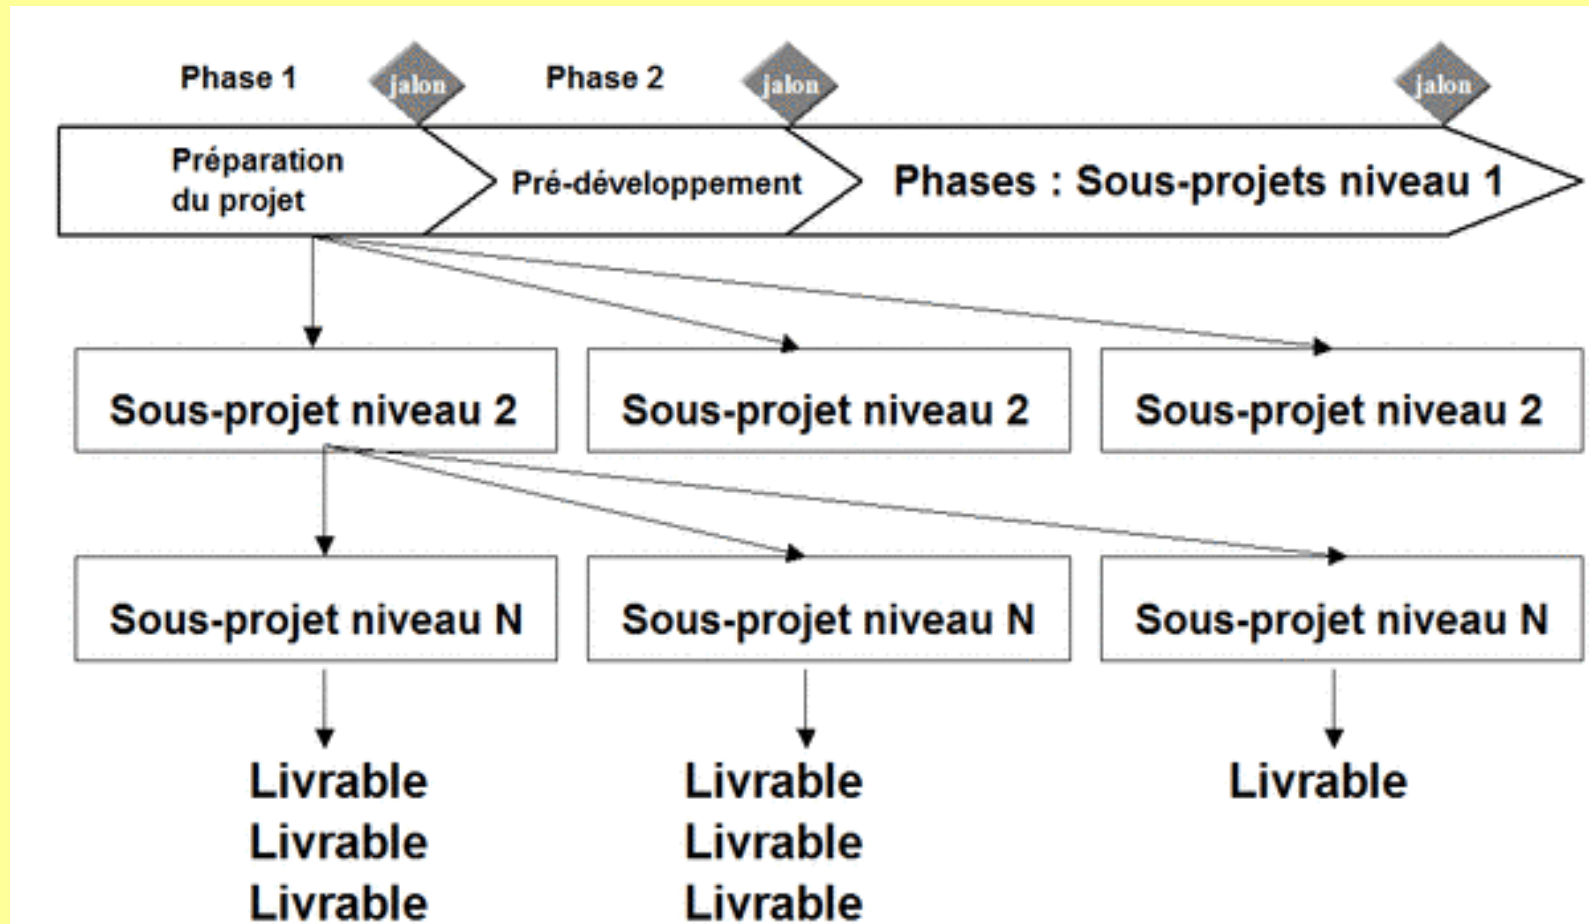 Phase 1
jalon
Phase 2
jalon
jalon
Préparation
du projet
Pré-développement
Phases : Sous-projets niveau 1
Sous-projet niveau 2
Sous-projet niveau 2
Sous-projet niveau 2
Sous-projet niveau N
Sous-projet niveau N
Sous-projet niveau N
Livrable
Livrable
Livrable
Livrable
Livrable
Livrable
Livrable